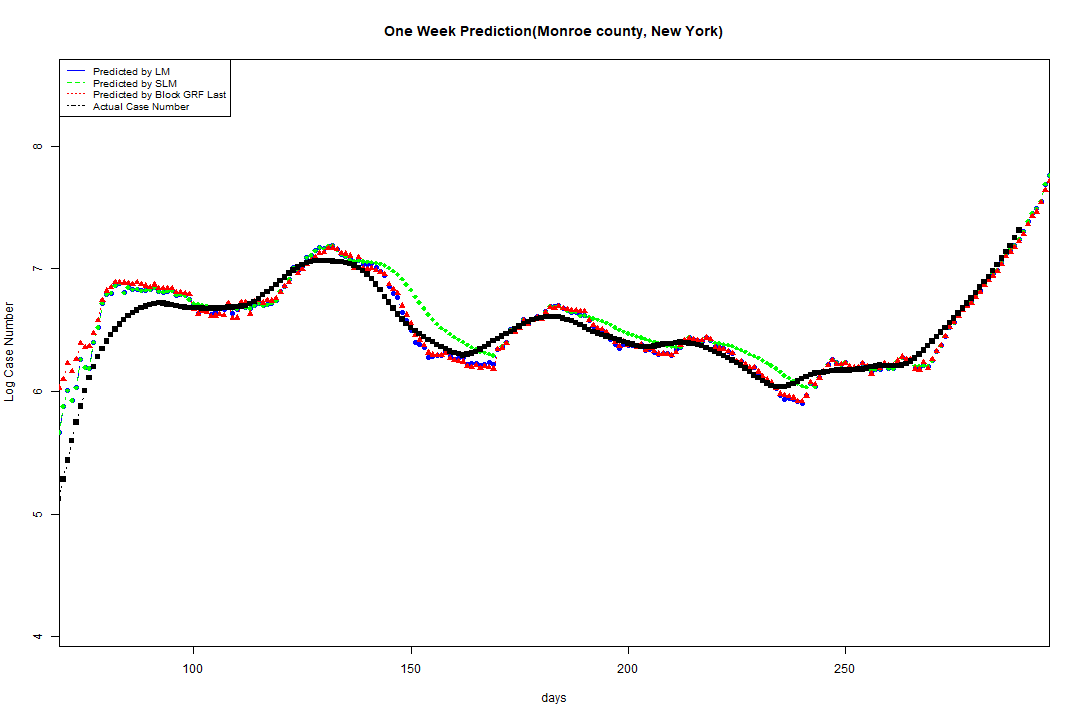 One Week Prediction(Monroe county, New York)
Predicted by LM
Predicted by SLM
Predicted by Block GRF Last
Actual Case Number
Log Case Number
8
7
6
5
4
100 150 200 250
days